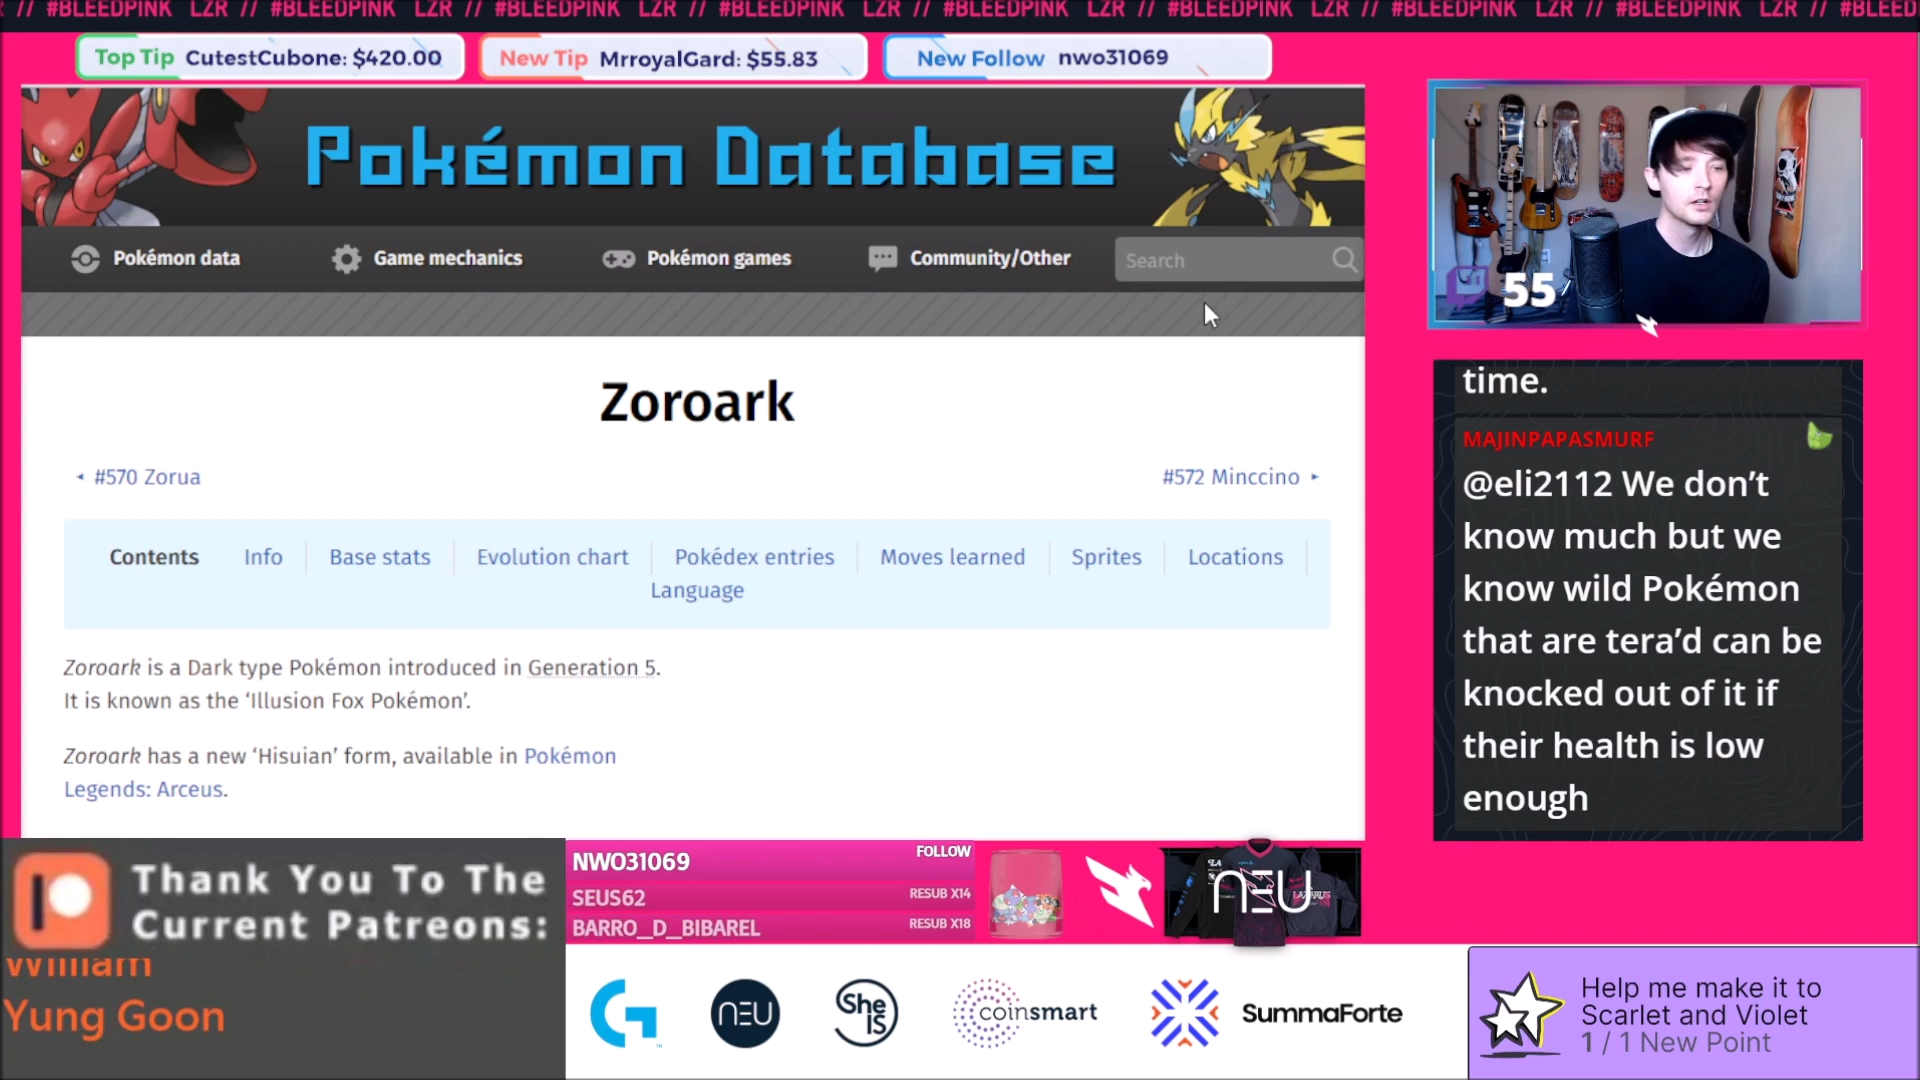 // #BLEEDPINK LZR // #BLEEDPINK LZR // #BLEEDPINK LZR // #BLEEDPINK LZR // #BLEEDPINK LZR // #BLEEDPINK LZR // #BLEEDPINK LZR // #BLEEDPINK LZR // #BLEED
Top Tip CutestCubone: $420.00
New Tip MrroyalGard: $55.83
New Follow nwo31069
Pokémon Database
Pokémon data
Game mechanics
Pokémon games
Community/Other
Search
55
Zoroark
#570 Zorua
#572 Minccino
Contents Info Base stats Evolution chart Pokédex entries Moves learned Sprites Locations
Language
Zoroark is a Dark type Pokémon introduced in Generation 5.
It is known as the ‘Illusion Fox Pokémon’.
Zoroark has a new ‘Hisuian’ form, available in Pokémon
Legends: Arceus.
time.
MAJINPAPASMURF
@eli2112 We don’t
know much but we
know wild Pokémon
that are tera’d can be
knocked out of it if
their health is low
enough
Thank You To The
Current Patreons:
William
Yung Goon
NWO31069 FOLLOW
SEUS62 RESUB X14
BARRO_D_BIBAREL RESUB X18
NEU
G
NEU
She
IS
coinsmart
SummaForte
Help me make it to
Scarlet and Violet
1 / 1 New Point